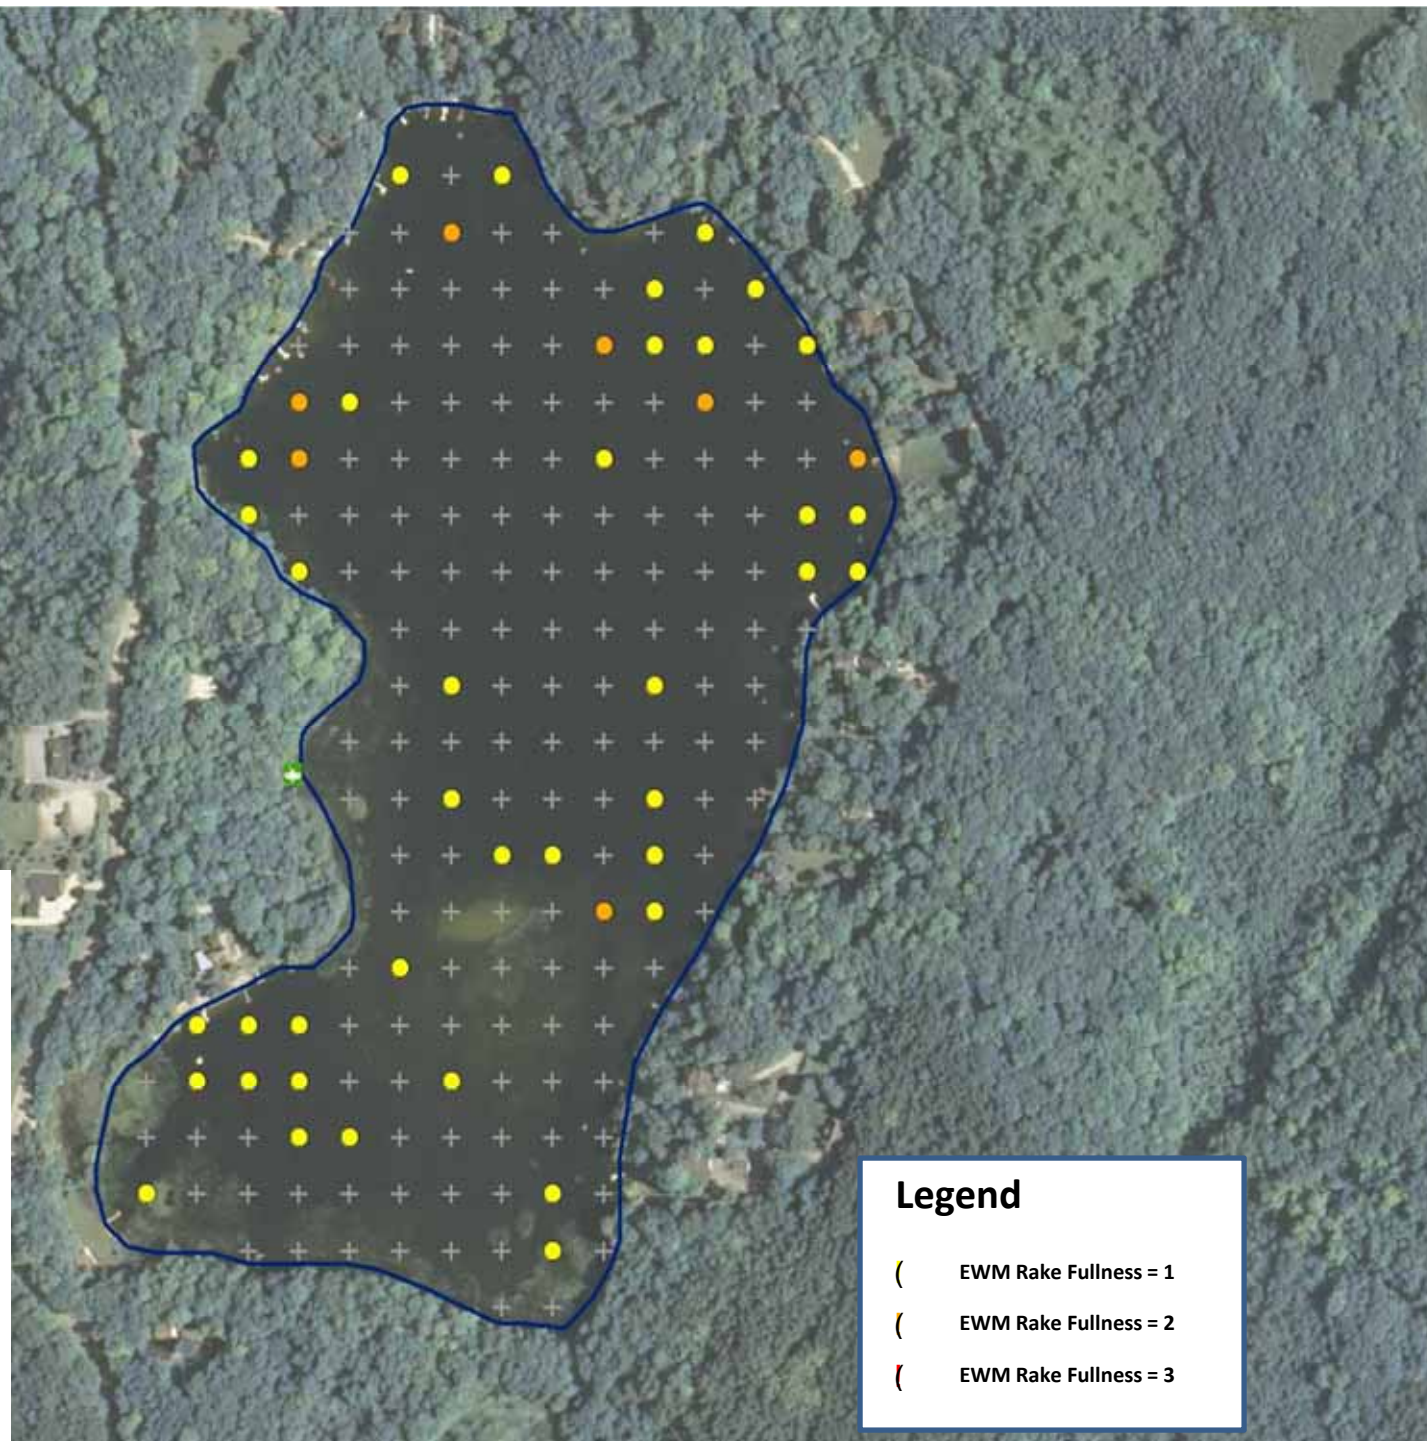 Legend
( EWM Rake Fullness = 1
( EWM Rake Fullness = 2
( EWM Rake Fullness = 3